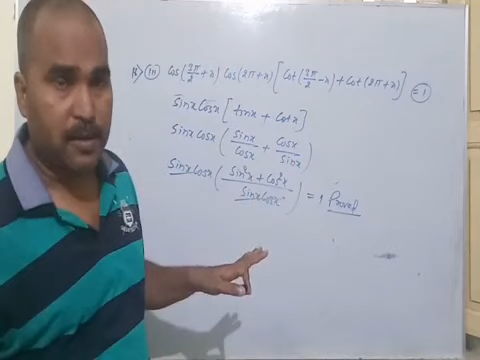 (iii) cos(3π/2 + x) cos(2π + x) [cot(3π/2 - x) + cot(2π + x)] = 1
sinx cosx [tanx + cotx]
sinx cosx (sinx/cosx + cosx/sinx)
sinx cosx (sin²x + cos²x / sinx cosx) = 1 Proved